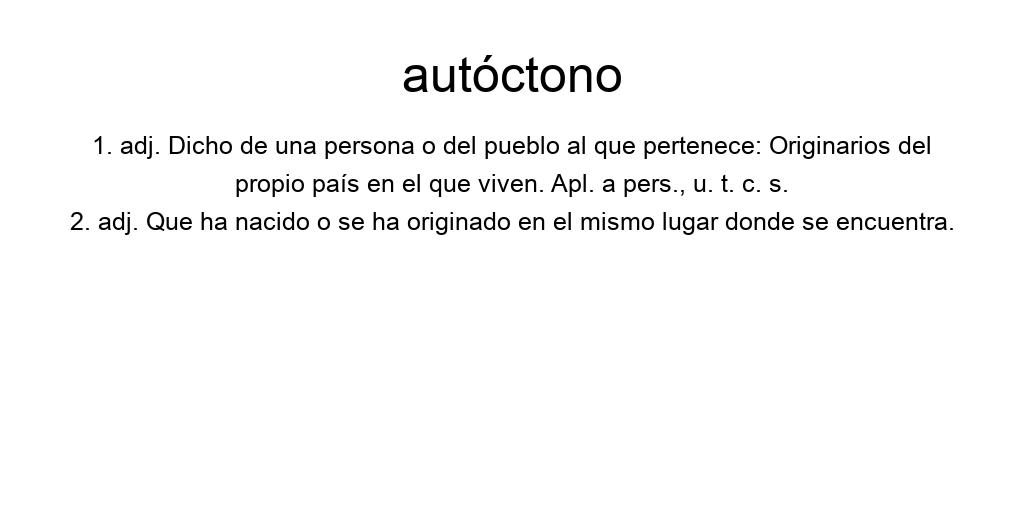 autóctono
1. adj. Dicho de una persona o del pueblo al que pertenece: Originarios del
propio país en el que viven. Apl. a pers., u. t. c. s.
2. adj. Que ha nacido o se ha originado en el mismo lugar donde se encuentra.